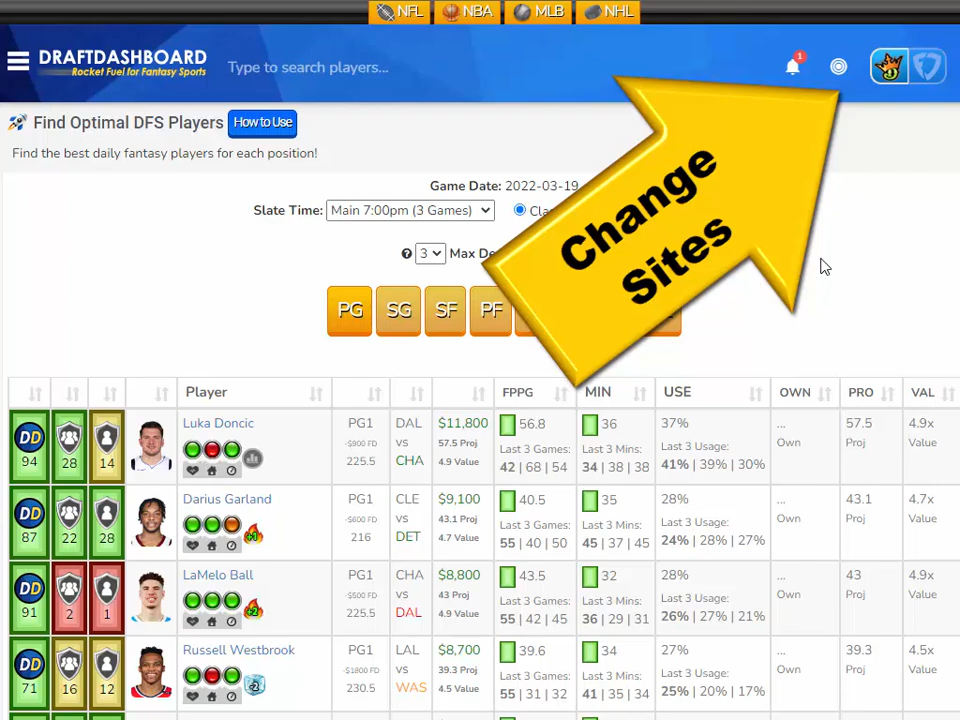 NFL NBA MLB NHL
DRAFTDASHBOARD
Rocket Fuel for Fantasy Sports
Type to search players...
1
Find Optimal DFS Players How to Use
Find the best daily fantasy players for each position!
Game Date: 2022-03-19
Slate Time: Main 7:00pm (3 Games)
3 Max
Change
Sites
PG SG SF PF
Player FPPG MIN USE OWN PRO VAL
DD 94 28 14
Luka Doncic
PG1
-$900 FD
225.5
DAL
VS
CHA
$11,800
57.5 Proj
4.9 Value
56.8
Last 3 Games:
42 | 68 | 54
36
Last 3 Mins:
34 | 38 | 38
37%
Last 3 Usage:
41% | 39% | 30%
...
Own
57.5
Proj
4.9x
Value
DD 87 22 28
Darius Garland
+1
PG1
-$600 FD
216
CLE
VS
DET
$9,100
43.1 Proj
4.7 Value
40.5
Last 3 Games:
55 | 40 | 50
35
Last 3 Mins:
45 | 37 | 45
28%
Last 3 Usage:
24% | 28% | 27%
...
Own
43.1
Proj
4.7x
Value
DD 91 2 1
LaMelo Ball
+2
PG1
-$500 FD
225.5
CHA
VS
DAL
$8,800
43 Proj
4.9 Value
43.5
Last 3 Games:
55 | 42 | 45
32
Last 3 Mins:
36 | 29 | 31
28%
Last 3 Usage:
26% | 27% | 21%
...
Own
43
Proj
4.9x
Value
DD 71 16 12
Russell Westbrook
-2
PG1
-$1800 FD
230.5
LAL
VS
WAS
$8,700
39.3 Proj
4.5 Value
39.6
Last 3 Games:
55 | 31 | 32
34
Last 3 Mins:
41 | 35 | 34
27%
Last 3 Usage:
25% | 20% | 17%
...
Own
39.3
Proj
4.5x
Value